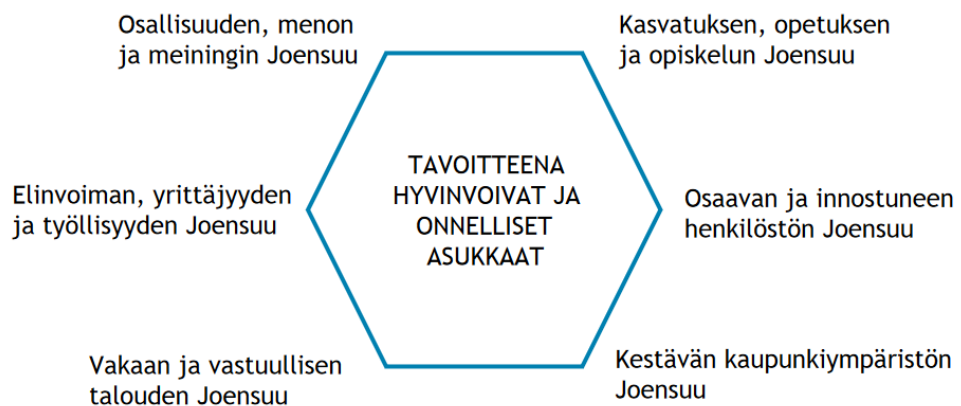 Osallisuuden, menon
ja meiningin Joensuu
Kasvatuksen, opetuksen
ja opiskelun Joensuu
TAVOITTEENA
HYVINVOIVAT JA
ONNELLISET
ASUKKAAT
Elinvoiman, yrittäjyyden
ja työllisyyden Joensuu
Osaavan ja innostuneen
henkilöstön Joensuu
Vakaan ja vastuullisen
talouden Joensuu
Kestävän kaupunkiympäristön
Joensuu